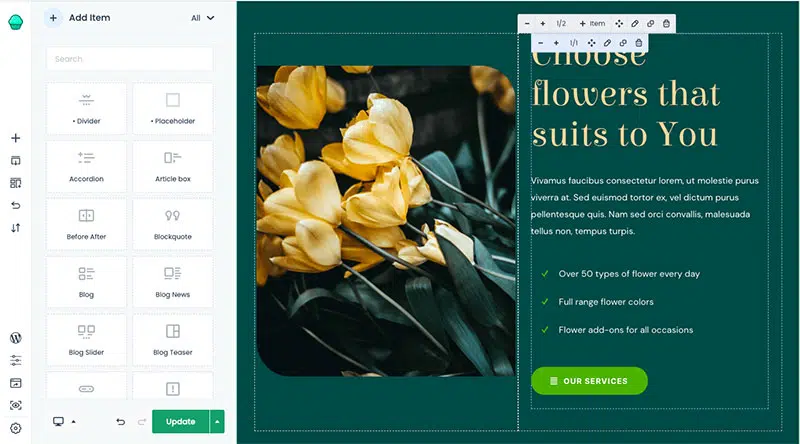 Add Item
All
Search
• Divider
• Placeholder
Accordion
Article box
Before After
Blockquote
Blog
Blog News
Blog Slider
Blog Teaser
Update
1/2
Item
1/1
Choose
flowers that
suits to You
Vivamus faucibus consectetur lorem, ut molestie purus
viverra at. Sed euismod tortor ex, vel dictum purus
pellentesque quis. Nam sed orci convallis, malesuada
tellus non, tempus turpis.
Over 50 types of flower every day
Full range flower colors
Flower add-ons for all occasions
OUR SERVICES